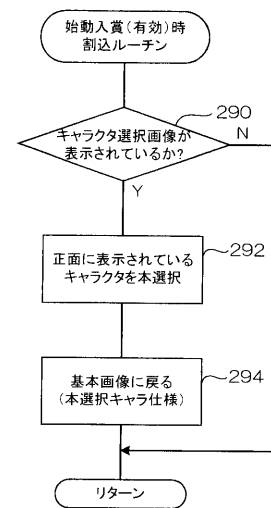 始動入賞(有効)時
割込ルーチン
290
キャラクタ選択画像が
表示されているか?
N
Y
292
正面に表示されている
キャラクタを本選択
294
基本画像に戻る
(本選択キャラ仕様)
リターン